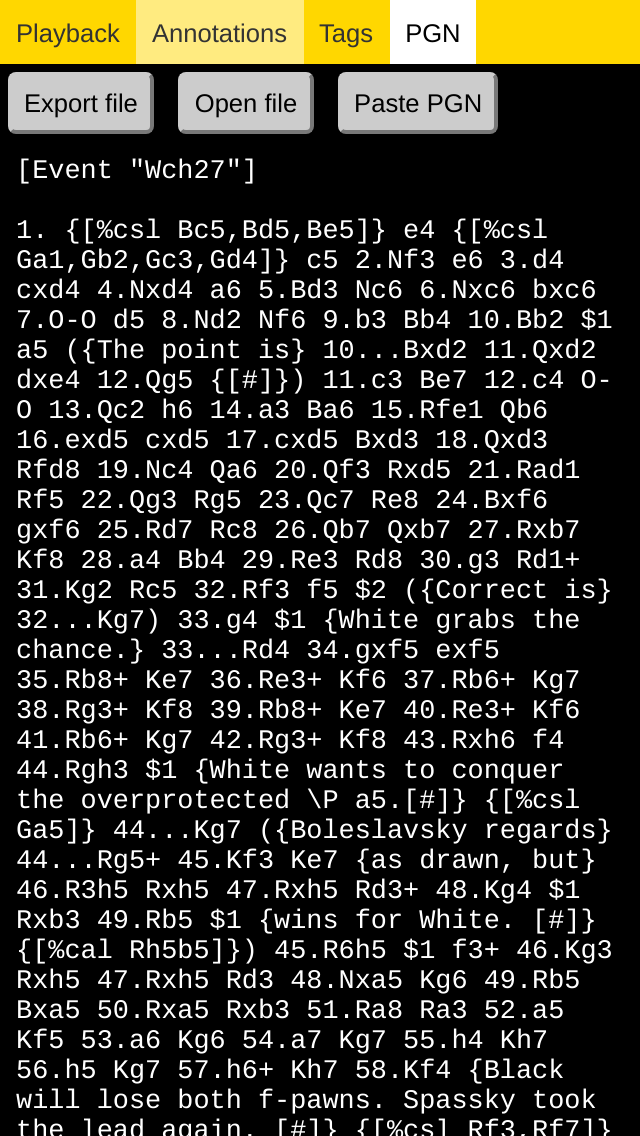 Playback Annotations Tags PGN
Export file Open file Paste PGN
[Event "Wch27"]
1. {[%csl Bc5,Bd5,Be5]} e4 {[%csl
Ga1,Gb2,Gc3,Gd4]} c5 2.Nf3 e6 3.d4
cxd4 4.Nxd4 a6 5.Bd3 Nc6 6.Nxc6 bxc6
7.O-O d5 8.Nd2 Nf6 9.b3 Bb4 10.Bb2 $1
a5 ({The point is} 10...Bxd2 11.Qxd2
dxe4 12.Qg5 {[#]}) 11.c3 Be7 12.c4 O-
O 13.Qc2 h6 14.a3 Ba6 15.Rfe1 Qb6
16.exd5 cxd5 17.cxd5 Bxd3 18.Qxd3
Rfd8 19.Nc4 Qa6 20.Qf3 Rxd5 21.Rad1
Rf5 22.Qg3 Rg5 23.Qc7 Re8 24.Bxf6
gxf6 25.Rd7 Rc8 26.Qb7 Qxb7 27.Rxb7
Kf8 28.a4 Bb4 29.Re3 Rd8 30.g3 Rd1+
31.Kg2 Rc5 32.Rf3 f5 $2 ({Correct is}
32...Kg7) 33.g4 $1 {White grabs the
chance.} 33...Rd4 34.gxf5 exf5
35.Rb8+ Ke7 36.Re3+ Kf6 37.Rb6+ Kg7
38.Rg3+ Kf8 39.Rb8+ Ke7 40.Re3+ Kf6
41.Rb6+ Kg7 42.Rg3+ Kf8 43.Rxh6 f4
44.Rgh3 $1 {White wants to conquer
the overprotected \P a5.[#]} {[%csl
Ga5]} 44...Kg7 ({Boleslavsky regards}
44...Rg5+ 45.Kf3 Ke7 {as drawn, but}
46.R3h5 Rxh5 47.Rxh5 Rd3+ 48.Kg4 $1
Rxb3 49.Rb5 $1 {wins for White. [#]}
{[%cal Rh5b5]}) 45.R6h5 $1 f3+ 46.Kg3
Rxh5 47.Rxh5 Rd3 48.Nxa5 Kg6 49.Rb5
Bxa5 50.Rxa5 Rxb3 51.Ra8 Ra3 52.a5
Kf5 53.a6 Kg6 54.a7 Kg7 55.h4 Kh7
56.h5 Kg7 57.h6+ Kh7 58.Kf4 {Black
will lose both f-pawns. Spassky took
the lead again. [#]} {[%csl Rf3,Rf7]}